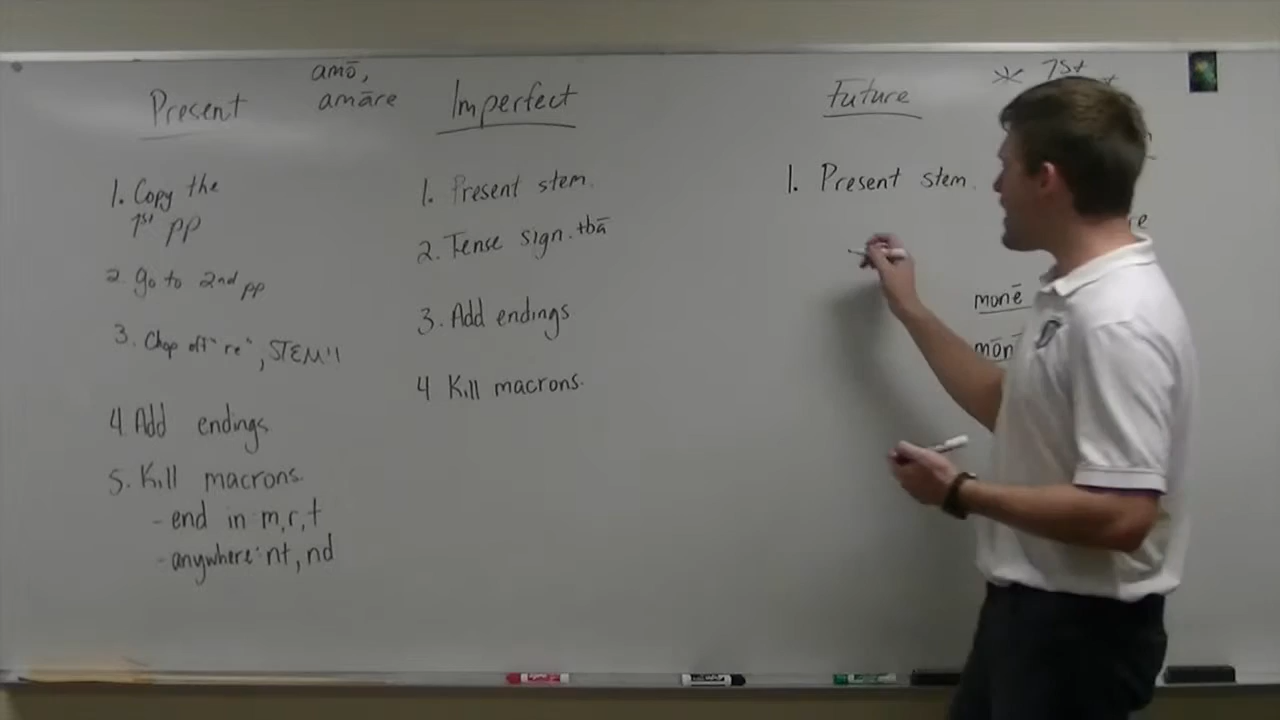 amō,
amāre
Present
1. Copy the
1st pp
2. Go to 2nd pp
3. Chop off "re", STEM!!
4. Add endings
5. Kill macrons.
- end in m,r,t
- anywhere: nt, nd
Imperfect
1. Present stem.
2. Tense sign. +bā
3. Add endings
4 Kill macrons.
Future
1. Present stem.
* 1st
re
monē